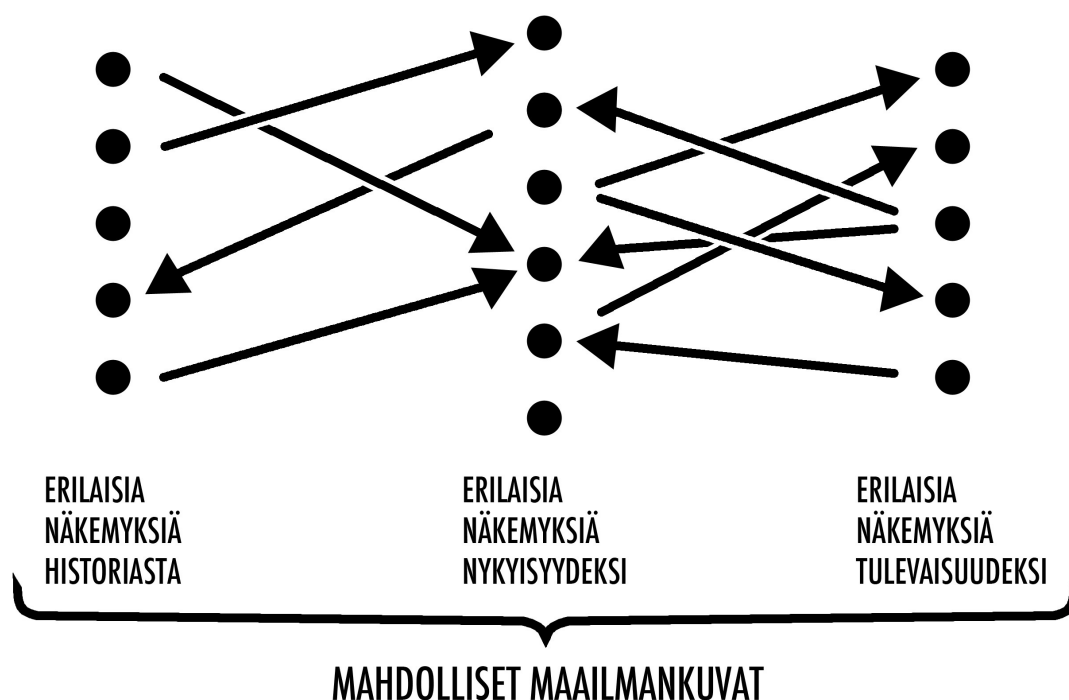 ERILAISIA
NÄKEMYKSIÄ
HISTORIASTA
ERILAISIA
NÄKEMYKSIÄ
NYKYISYYDEKSI
ERILAISIA
NÄKEMYKSIÄ
TULEVAISUUDEKSI
MAHDOLLISET MAAILMANKUVAT